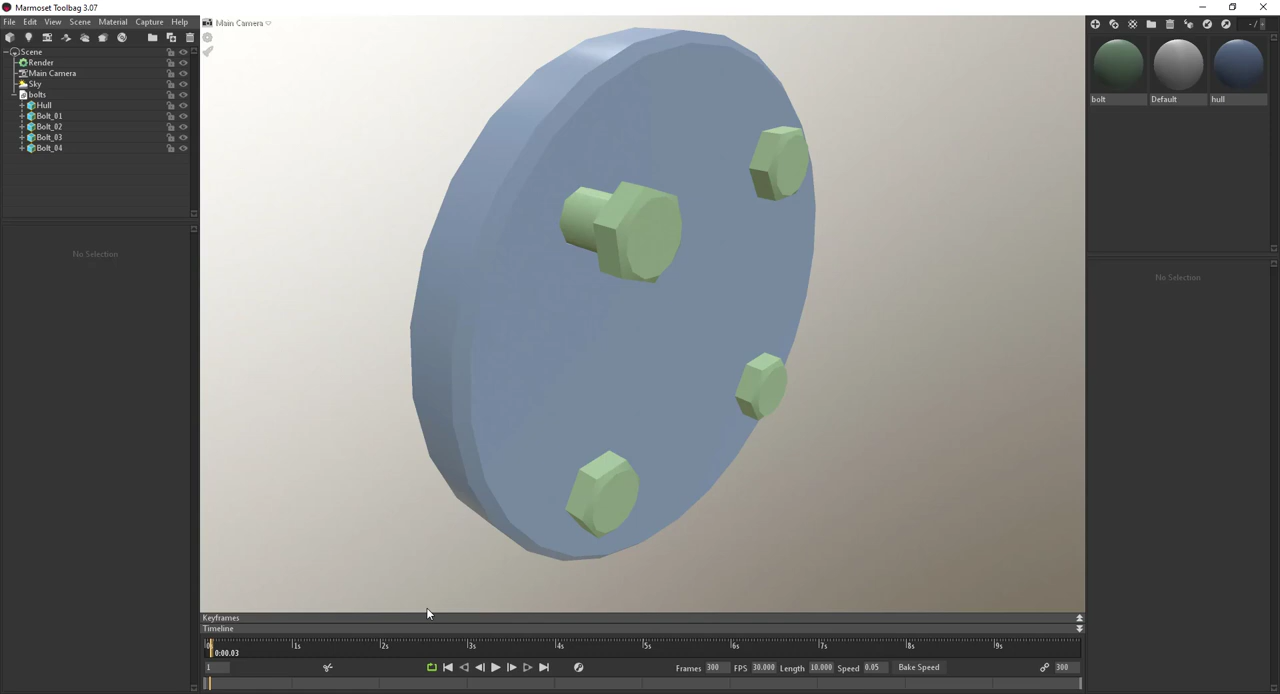 Marmoset Toolbag 3.07
File Edit View Scene Material Capture Help
Main Camera
Scene
Render
Main Camera
Sky
bolts
Hull
Bolt_01
Bolt_02
Bolt_03
Bolt_04
No Selection
bolt Default hull
No Selection
Keyframes
Timeline
1s 2s 3s 4s 5s 6s 7s 8s 9s
0:00.03
1 Frames 300 FPS 30.000 Length 10.000 Speed 0.05 Bake Speed 300